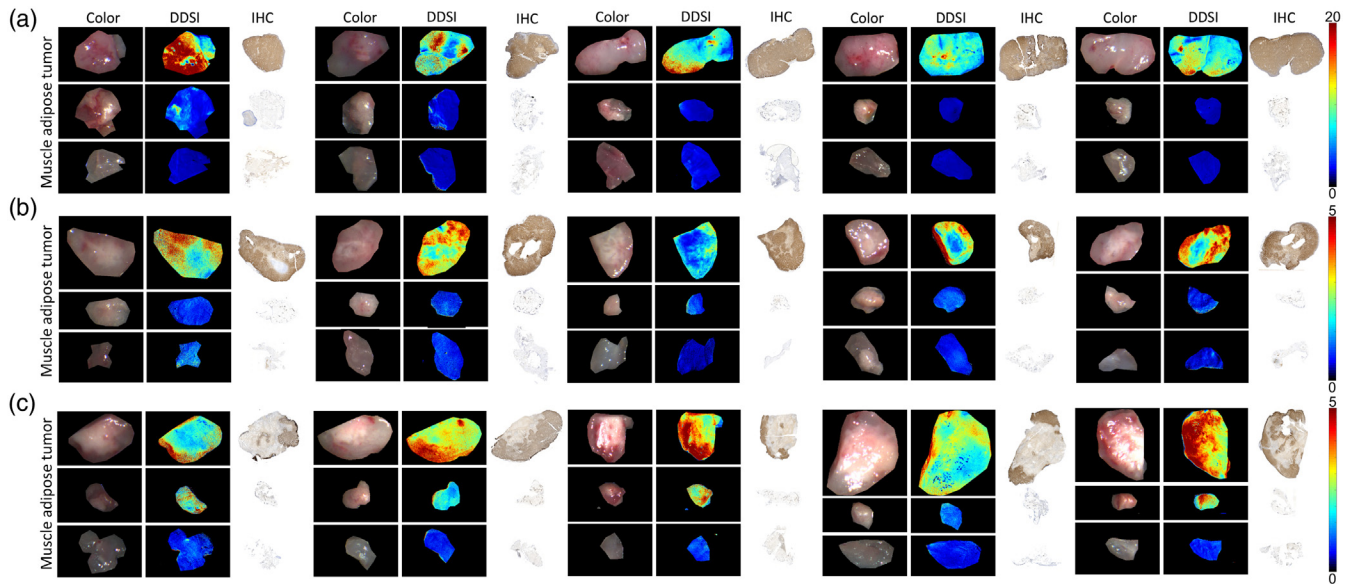 (a) Color DDSI IHC Color DDSI IHC Color DDSI IHC Color DDSI IHC Color DDSI IHC 20
Muscle adipose tumor
0
(b) 5
Muscle adipose tumor
0
(c) 5
Muscle adipose tumor
0